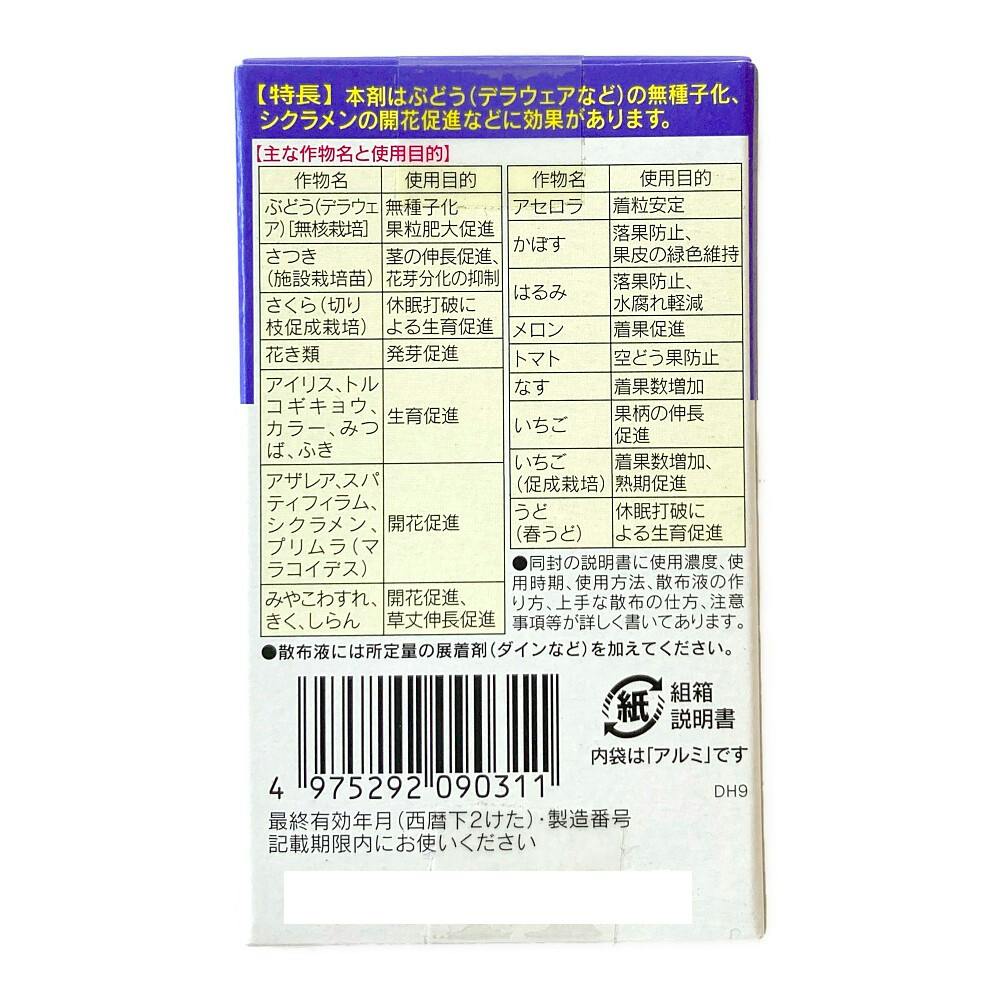 【特長】本剤はぶどう(デラウェアなど)の無種子化、
シクラメンの開花促進などに効果があります。
【主な作物名と使用目的】
作物名 使用目的
ぶどう(デラウェ
ア)[無核栽培]
無種子化
果粒肥大促進
さつき
(施設栽培苗)
茎の伸長促進、
花芽分化の抑制
さくら(切り
枝促成栽培)
休眠打破に
よる生育促進
花き類 発芽促進
アイリス、トル
コギキョウ、
カラー、みつ
ば、ふき
生育促進
アザレア、スパ
ティフィラム、
シクラメン、
プリムラ(マ
ラコイデス)
開花促進
みやこわすれ、
きく、しらん
開花促進、
草丈伸長促進
作物名 使用目的
アセロラ 着粒安定
かぼす
落果防止、
果皮の緑色維持
はるみ
落果防止、
水腐れ軽減
メロン 着果促進
トマト 空どう果防止
なす 着果数増加
いちご
果柄の伸長
促進
いちご
(促成栽培)
着果数増加、
熟期促進
うど
(春うど)
休眠打破に
よる生育促進
●同封の説明書に使用濃度、使
用時期、使用方法、散布液の作
り方、上手な散布の仕方、注意
事項等が詳しく書いてあります。
●散布液には所定量の展着剤(ダインなど)を加えてください。
紙
組箱
説明書
内袋は「アルミ」です
4 975292 090311
DH9
最終有効年月(西暦下2けた)・製造番号
記載期限内にお使いください